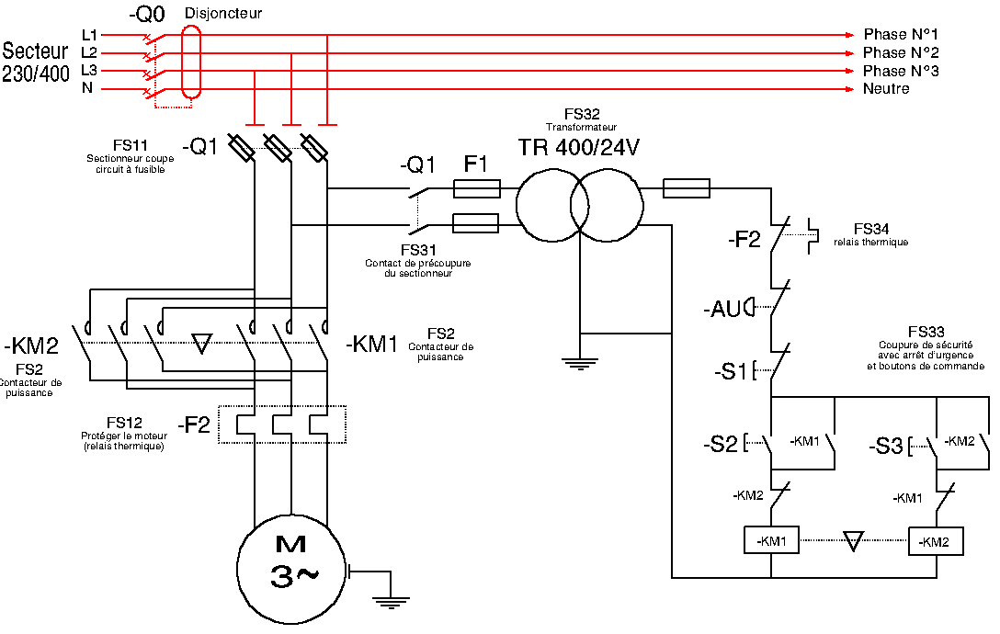 -Q0
Disjoncteur
Secteur
230/400
L1
L2
L3
N
Phase N°1
Phase N°2
Phase N°3
Neutre
FS11
Sectionneur coupe
circuit à fusible
-Q1
-Q1
F1
FS32
Transformateur
TR 400/24V
FS31
Contact de précoupure
du sectionneur
-F2
FS34
relais thermique
-AU
-S1
FS33
Coupure de sécurité
avec arrêt d'urgence
et boutons de commande
-KM2
FS2
Contacteur de
puissance
-KM1
FS2
Contacteur de
puissance
FS12
Protéger le moteur
(relais thermique)
-F2
-S2
-KM1
-S3
-KM2
-KM2
-KM1
-KM1
-KM2
M
3~